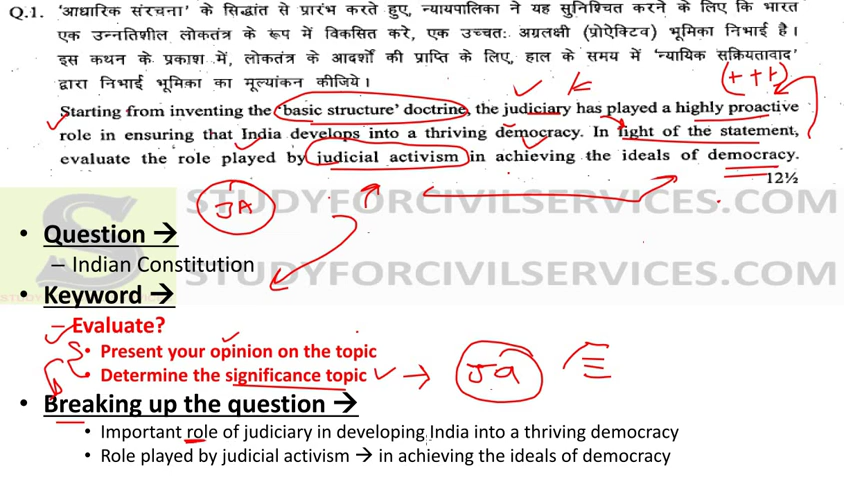 Q.1. 'आधारिक संरचना' के सिद्धांत से प्रारंभ करते हुए, न्यायपालिका ने यह सुनिश्चित करने के लिए कि भारत
एक उन्नतिशील लोकतंत्र के रूप में विकसित करे, एक उच्चतः अग्रलक्षी (प्रोऐक्टिव) भूमिका निभाई है।
इस कथन के प्रकाश में, लोकतंत्र के आदर्शों की प्राप्ति के लिए, हाल के समय में 'न्यायिक सक्रियतावाद'
द्वारा निभाई भूमिका का मूल्यांकन कीजिये।
(+++)
Starting from inventing the 'basic structure' doctrine, the judiciary has played a highly proactive
role in ensuring that India develops into a thriving democracy. In light of the statement,
evaluate the role played by judicial activism in achieving the ideals of democracy.
12½
JA
STUDYFORCIVILSERVICES.COM
• Question →
– Indian Constitution
STUDYFORCIVILSERVICES.COM
• Keyword →
– Evaluate?
• Present your opinion on the topic
• Determine the significance topic
Ja
• Breaking up the question →
• Important role of judiciary in developing India into a thriving democracy
• Role played by judicial activism → in achieving the ideals of democracy